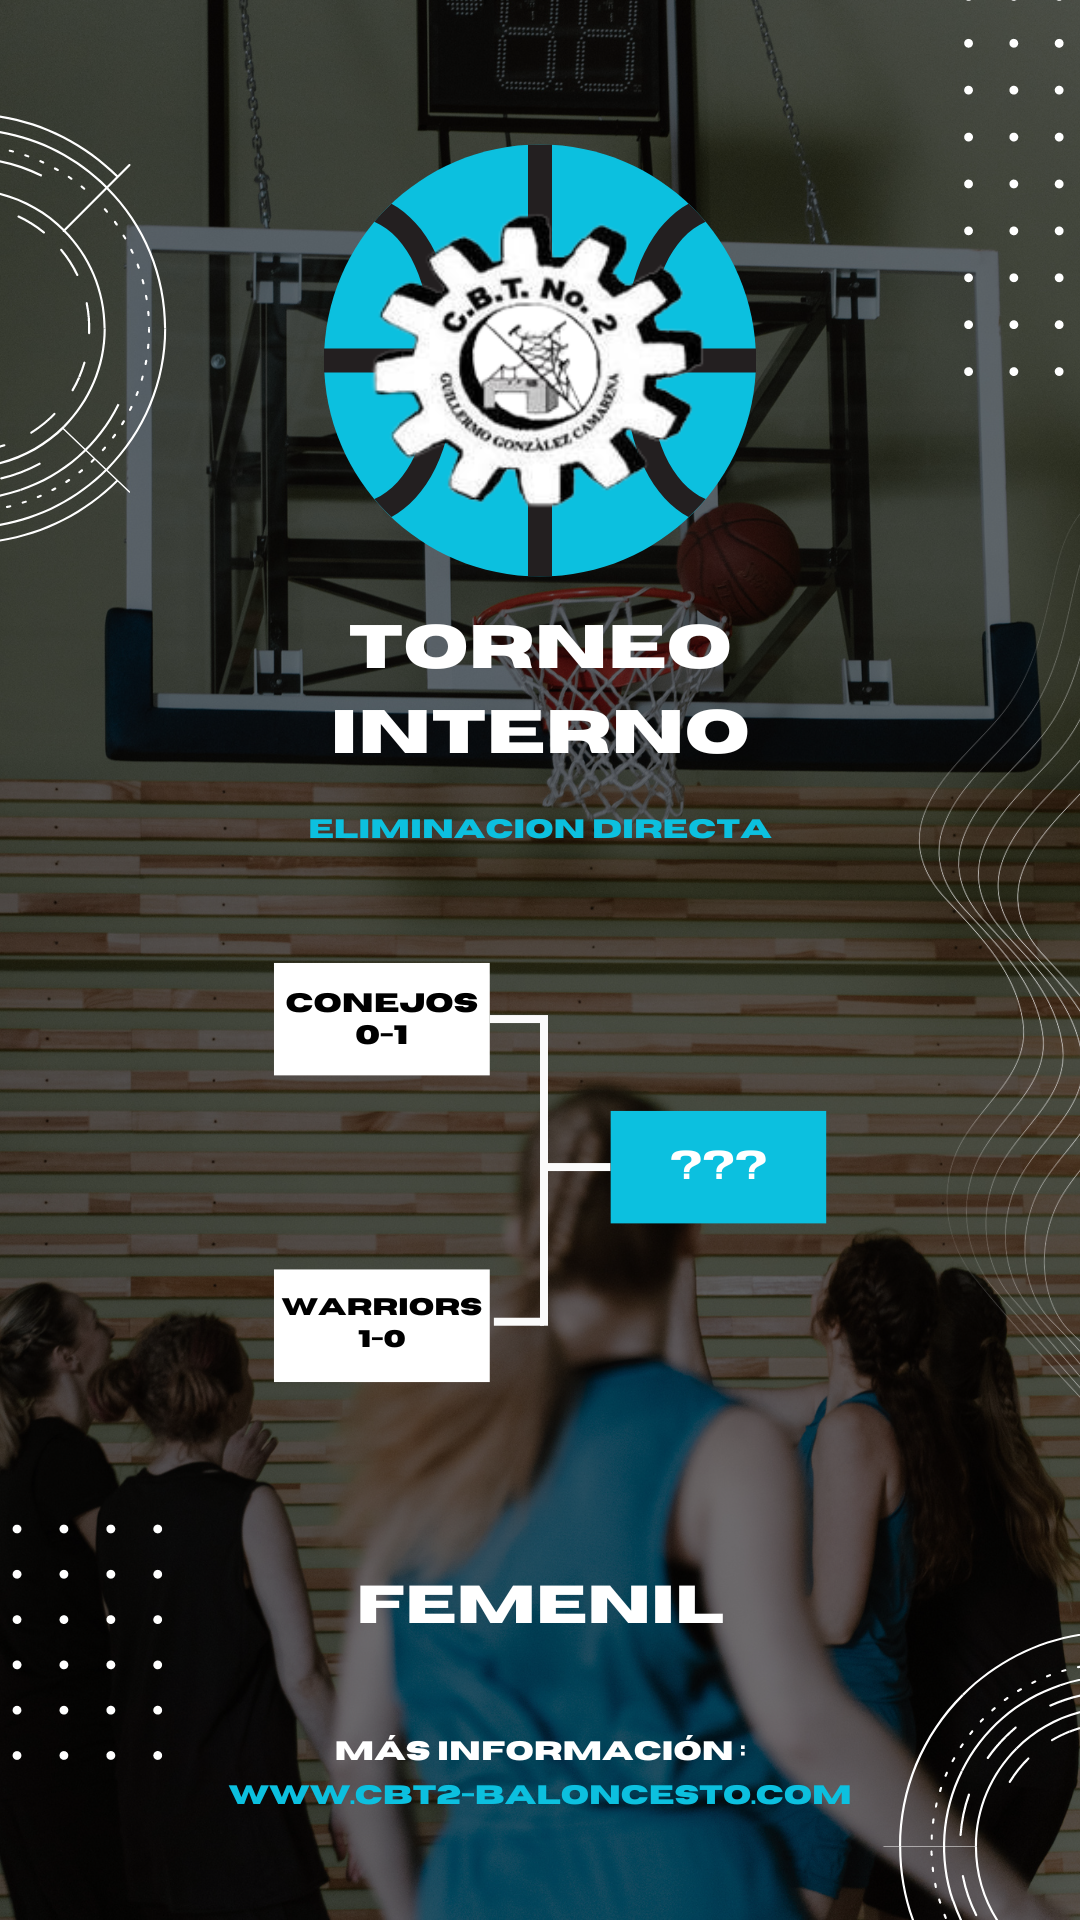 C.B.T. No. 2
GUILLERMO GONZÀLEZ CAMARENA
TORNEO
INTERNO
ELIMINACION DIRECTA
CONEJOS
0-1
???
WARRIORS
1-0
FEMENIL
MÁS INFORMACIÓN :
WWW.CBT2-BALONCESTO.COM